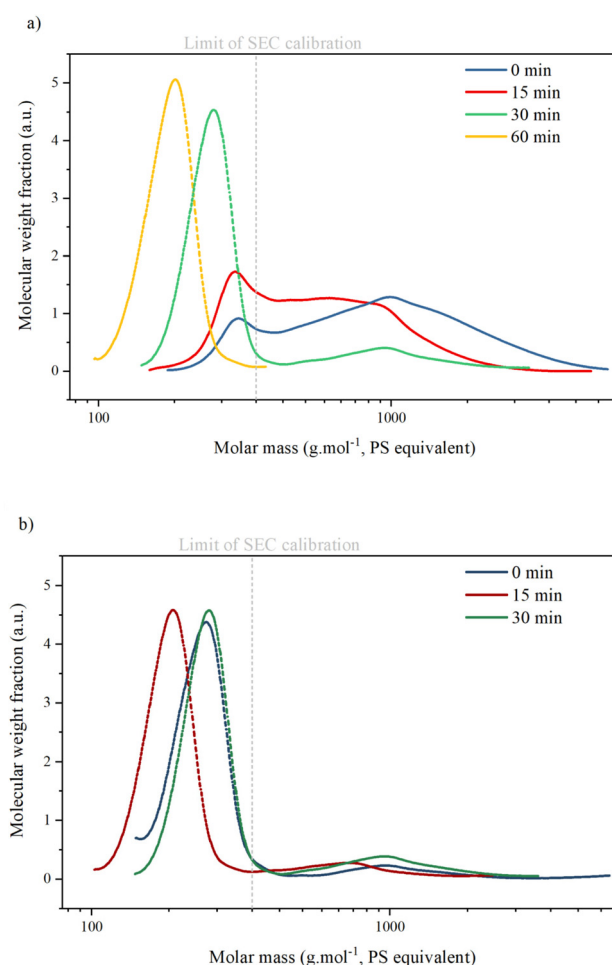 a)
Limit of SEC calibration
0 min
15 min
30 min
60 min
5
4
3
2
1
0
Molecular weight fraction (a.u.)
100
1000
Molar mass (g.mol⁻¹, PS equivalent)
b)
Limit of SEC calibration
0 min
15 min
30 min
5
4
3
2
1
0
Molecular weight fraction (a.u.)
100
1000
Molar mass (g.mol⁻¹, PS equivalent)